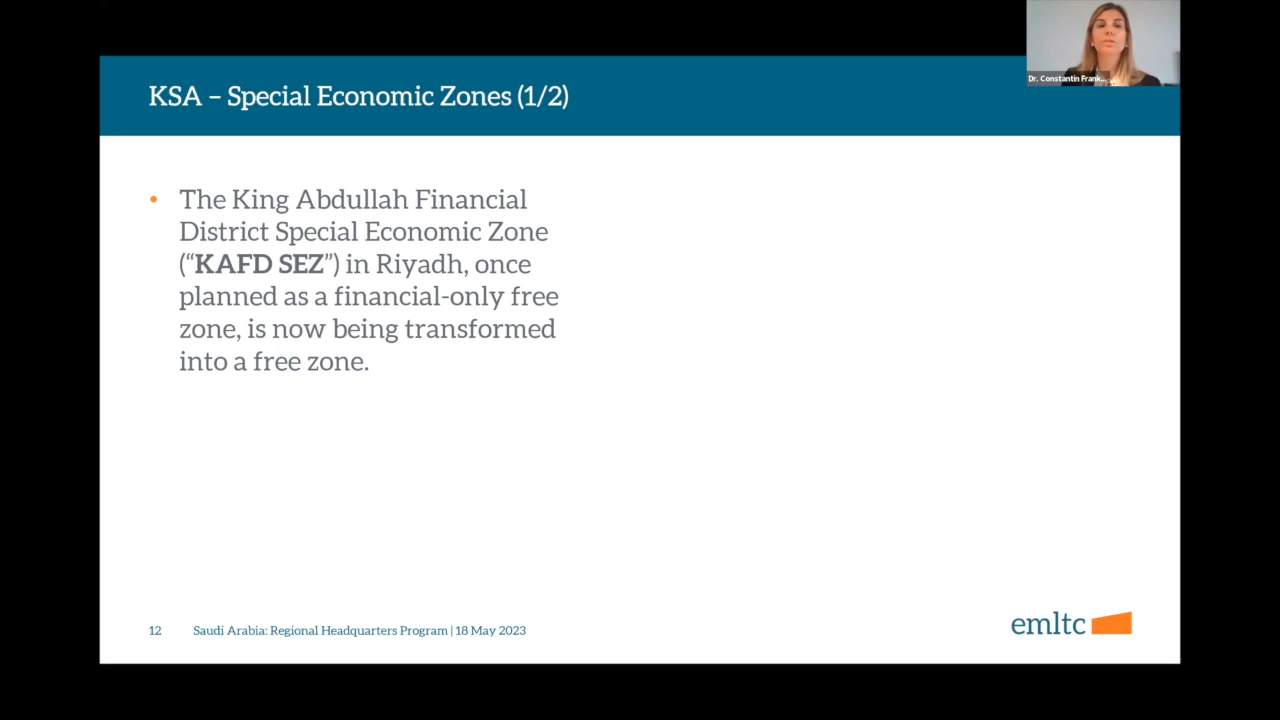 Dr. Constantin Frank...
KSA – Special Economic Zones (1/2)
• The King Abdullah Financial
District Special Economic Zone
(“KAFD SEZ”) in Riyadh, once
planned as a financial-only free
zone, is now being transformed
into a free zone.
12 Saudi Arabia: Regional Headquarters Program | 18 May 2023
emltc